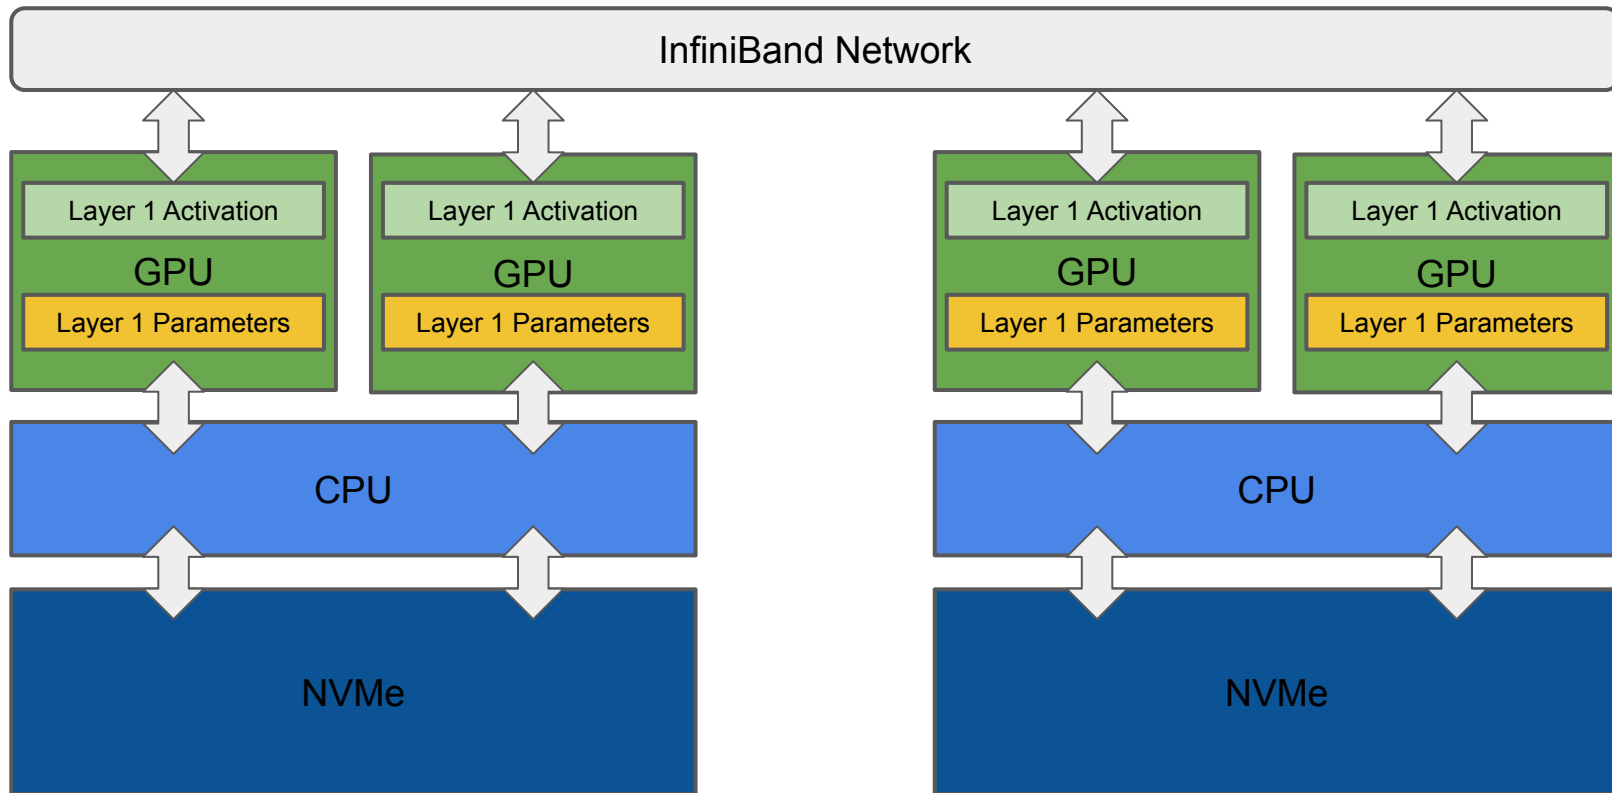 InfiniBand Network
Layer 1 Activation
GPU
Layer 1 Parameters
Layer 1 Activation
GPU
Layer 1 Parameters
Layer 1 Activation
GPU
Layer 1 Parameters
Layer 1 Activation
GPU
Layer 1 Parameters
CPU
CPU
NVMe
NVMe